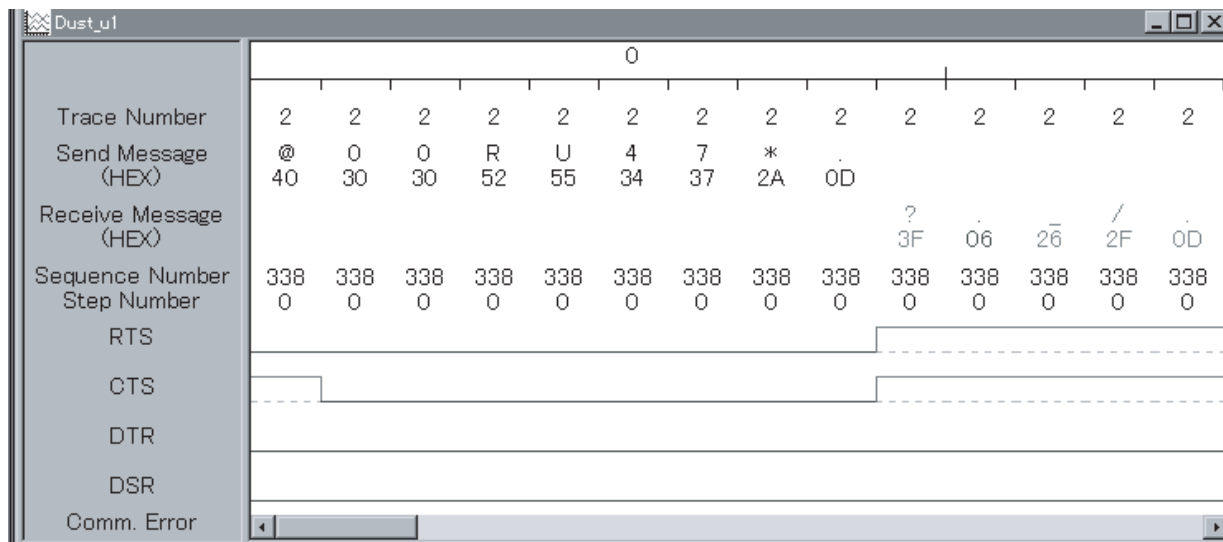 Dust_u1
0
Trace Number 2 2 2 2 2 2 2 2 2 2 2 2 2 2
Send Message @ 0 0 R U 4 7 * .
(HEX) 40 30 30 52 55 34 37 2A 0D
Receive Message ? . _ / .
(HEX) 3F 06 26 2F 0D
Sequence Number 338 338 338 338 338 338 338 338 338 338 338 338 338 338
Step Number 0 0 0 0 0 0 0 0 0 0 0 0 0 0
RTS
CTS
DTR
DSR
Comm. Error